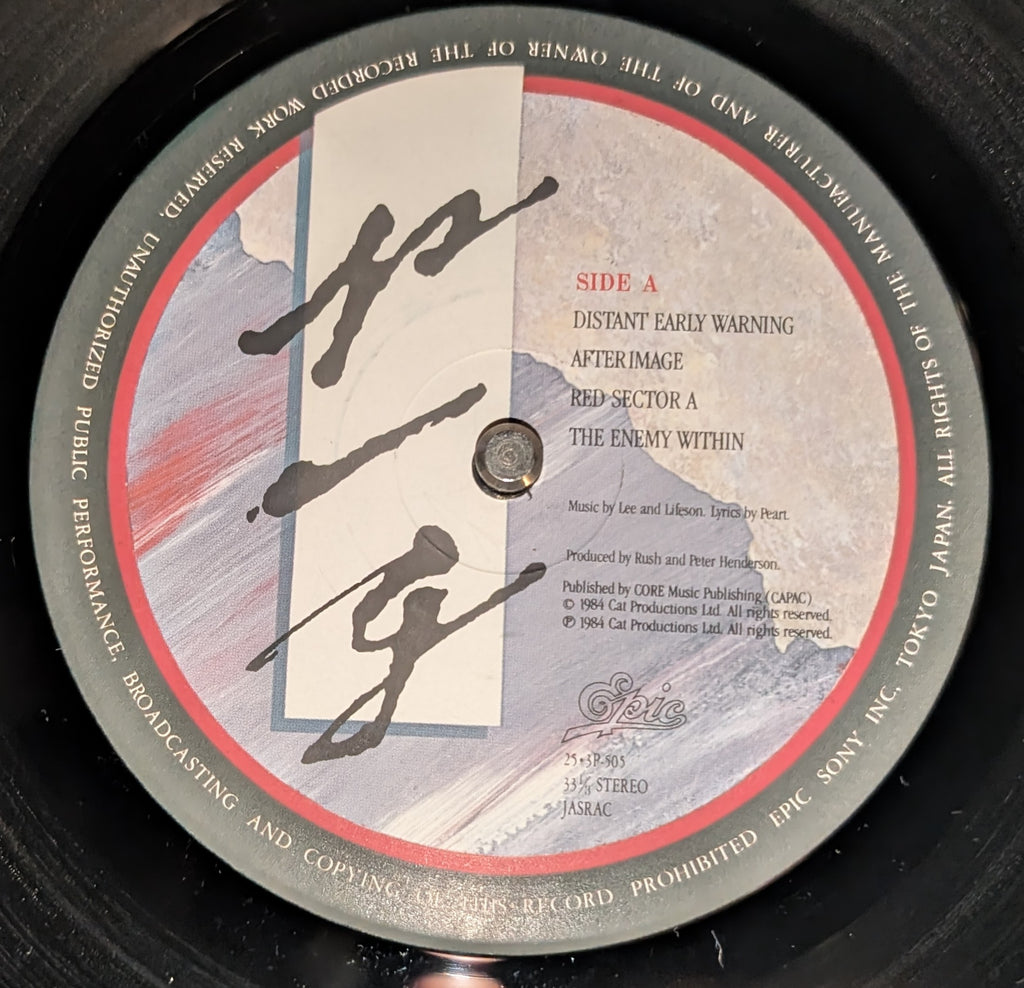 p
—
g
SIDE A
DISTANT EARLY WARNING
AFTERIMAGE
RED SECTOR A
THE ENEMY WITHIN
Music by Lee and Lifeson. Lyrics by Peart.
Produced by Rush and Peter Henderson.
Published by CORE Music Publishing (CAPAC)
© 1984 Cat Productions Ltd. All rights reserved.
℗ 1984 Cat Productions Ltd. All rights reserved.
Epic
25•3P-505
33⅓ STEREO
JASRAC
ALL RIGHTS OF THE MANUFACTURER AND OF THE OWNER OF THE RECORDED WORK RESERVED. UNAUTHORIZED PUBLIC PERFORMANCE, BROADCASTING AND COPYING OF THIS RECORD PROHIBITED EPIC SONY INC. TOKYO JAPAN.